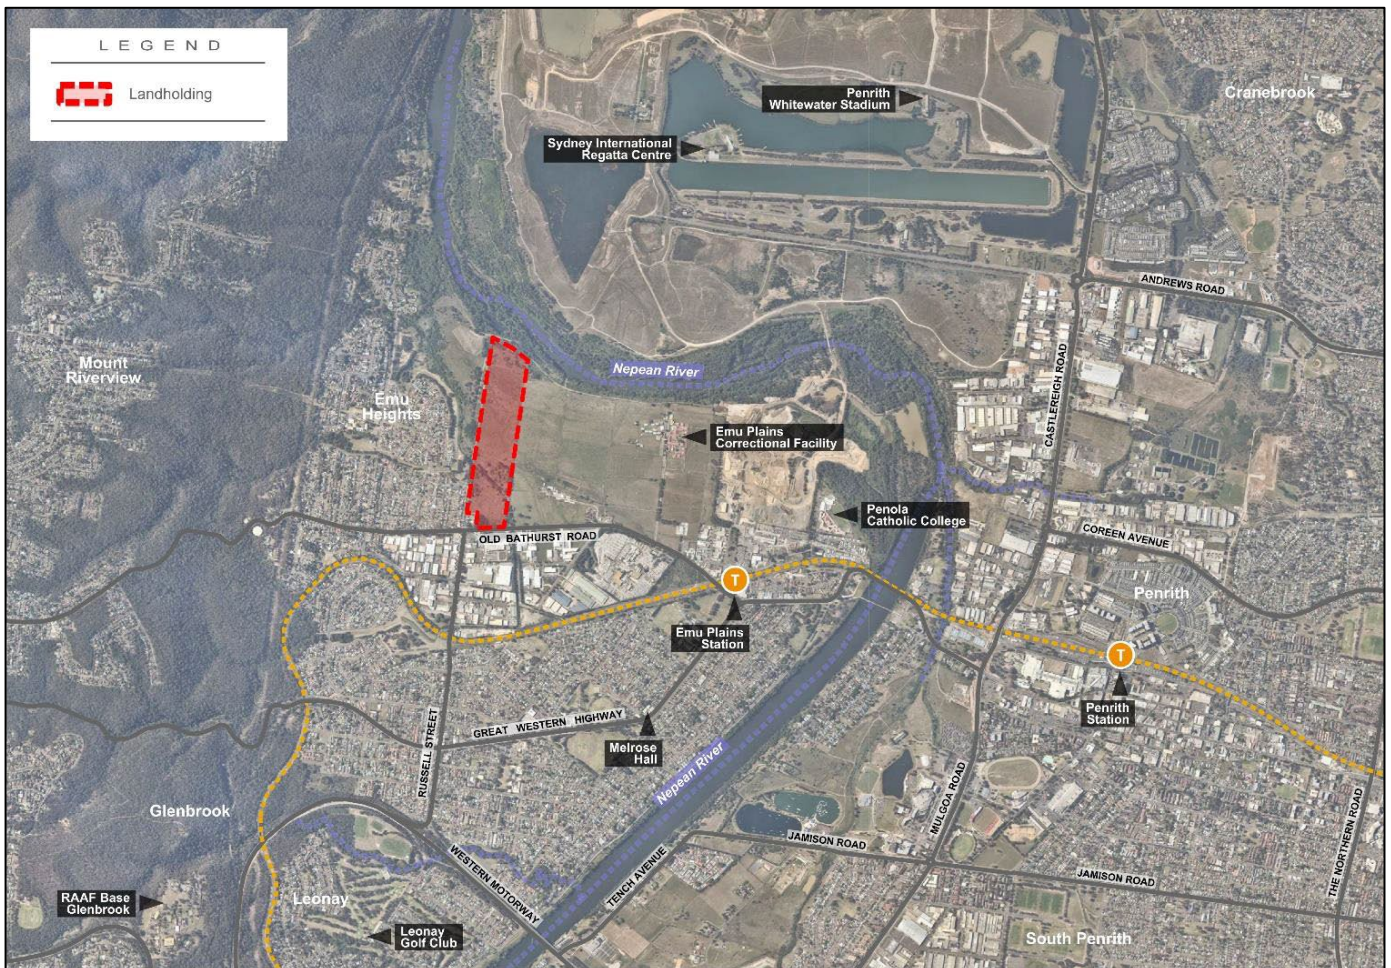 LEGEND
Landholding
Penrith
Whitewater Stadium
Cranebrook
Sydney International
Regatta Centre
ANDREWS ROAD
Mount
Riverview
Nepean River
Emu
Heights
CASTLEREIGH ROAD
Emu Plains
Correctional Facility
Penola
Catholic College
OLD BATHURST ROAD
COREEN AVENUE
T
Penrith
Emu Plains
Station
T
Penrith
Station
GREAT WESTERN HIGHWAY
RUSSELL STREET
Melrose
Hall
Nepean River
Glenbrook
MULGOA ROAD
THE NORTHERN ROAD
JAMISON ROAD
WESTERN MOTORWAY
TENCH AVENUE
JAMISON ROAD
RAAF Base
Glenbrook
Leonay
Leonay
Golf Club
South Penrith